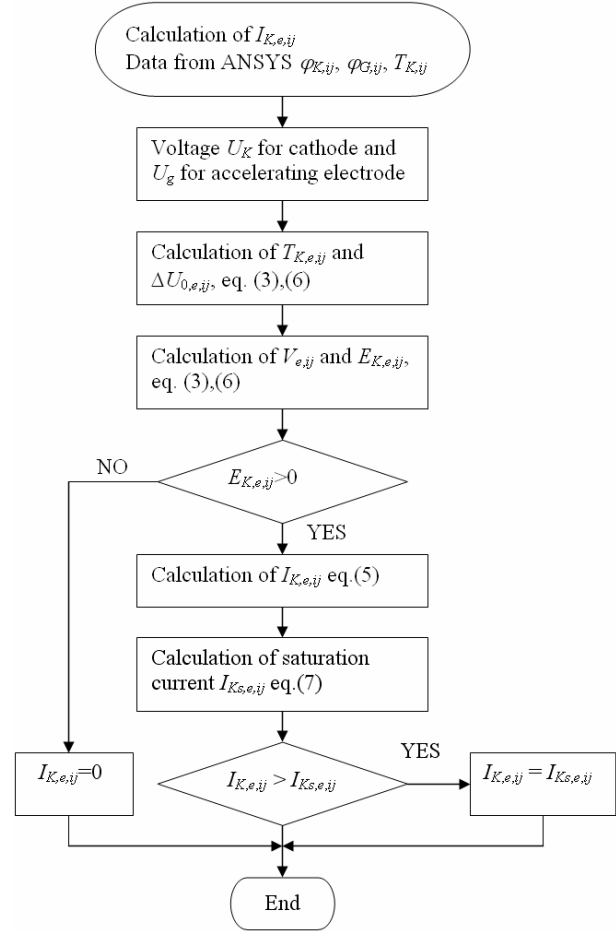 Calculation of I_{K,e,ij}
Data from ANSYS φ_{K,ij}, φ_{G,ij}, T_{K,ij}
Voltage U_K for cathode and
U_g for accelerating electrode
Calculation of T_{K,e,ij} and
ΔU_{0,e,ij}, eq. (3),(6)
Calculation of V_{e,ij} and E_{K,e,ij},
eq. (3),(6)
NO
E_{K,e,ij}>0
YES
Calculation of I_{K,e,ij} eq.(5)
Calculation of saturation
current I_{Ks,e,ij} eq.(7)
YES
I_{K,e,ij}=0
I_{K,e,ij} > I_{Ks,e,ij}
I_{K,e,ij} = I_{Ks,e,ij}
End